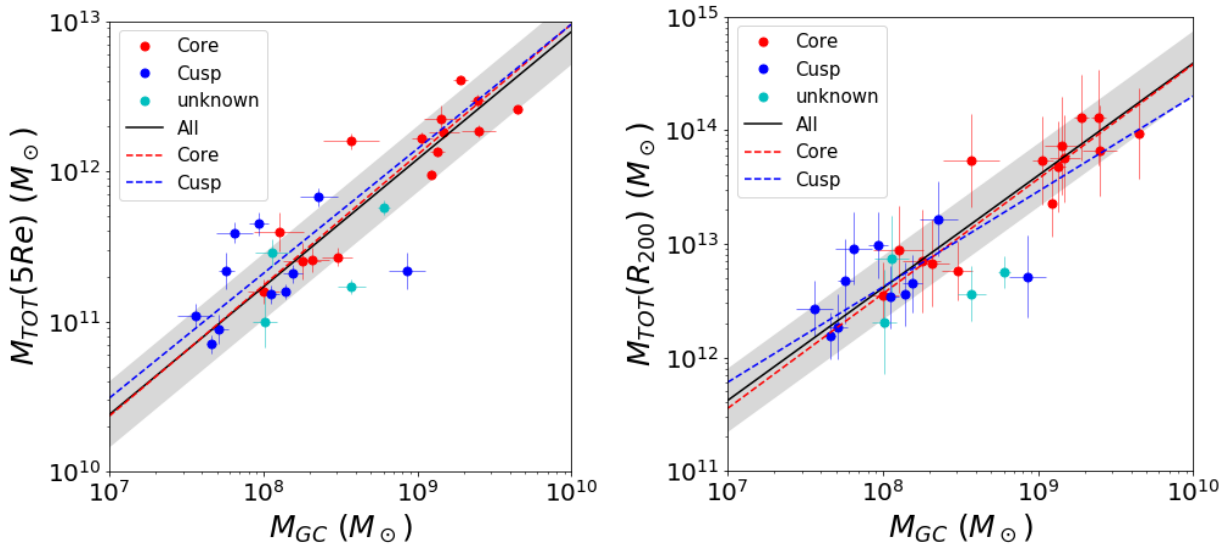 10^13
10^12
10^11
10^10
M_TOT(5Re) (M_⊙)
Core
Cusp
unknown
All
Core
Cusp
10^7
10^8
10^9
10^10
M_GC (M_⊙)
10^15
10^14
10^13
10^12
10^11
M_TOT(R_200) (M_⊙)
Core
Cusp
unknown
All
Core
Cusp
10^7
10^8
10^9
10^10
M_GC (M_⊙)